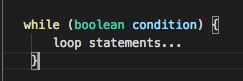 while (boolean condition) {
loop statements...
}